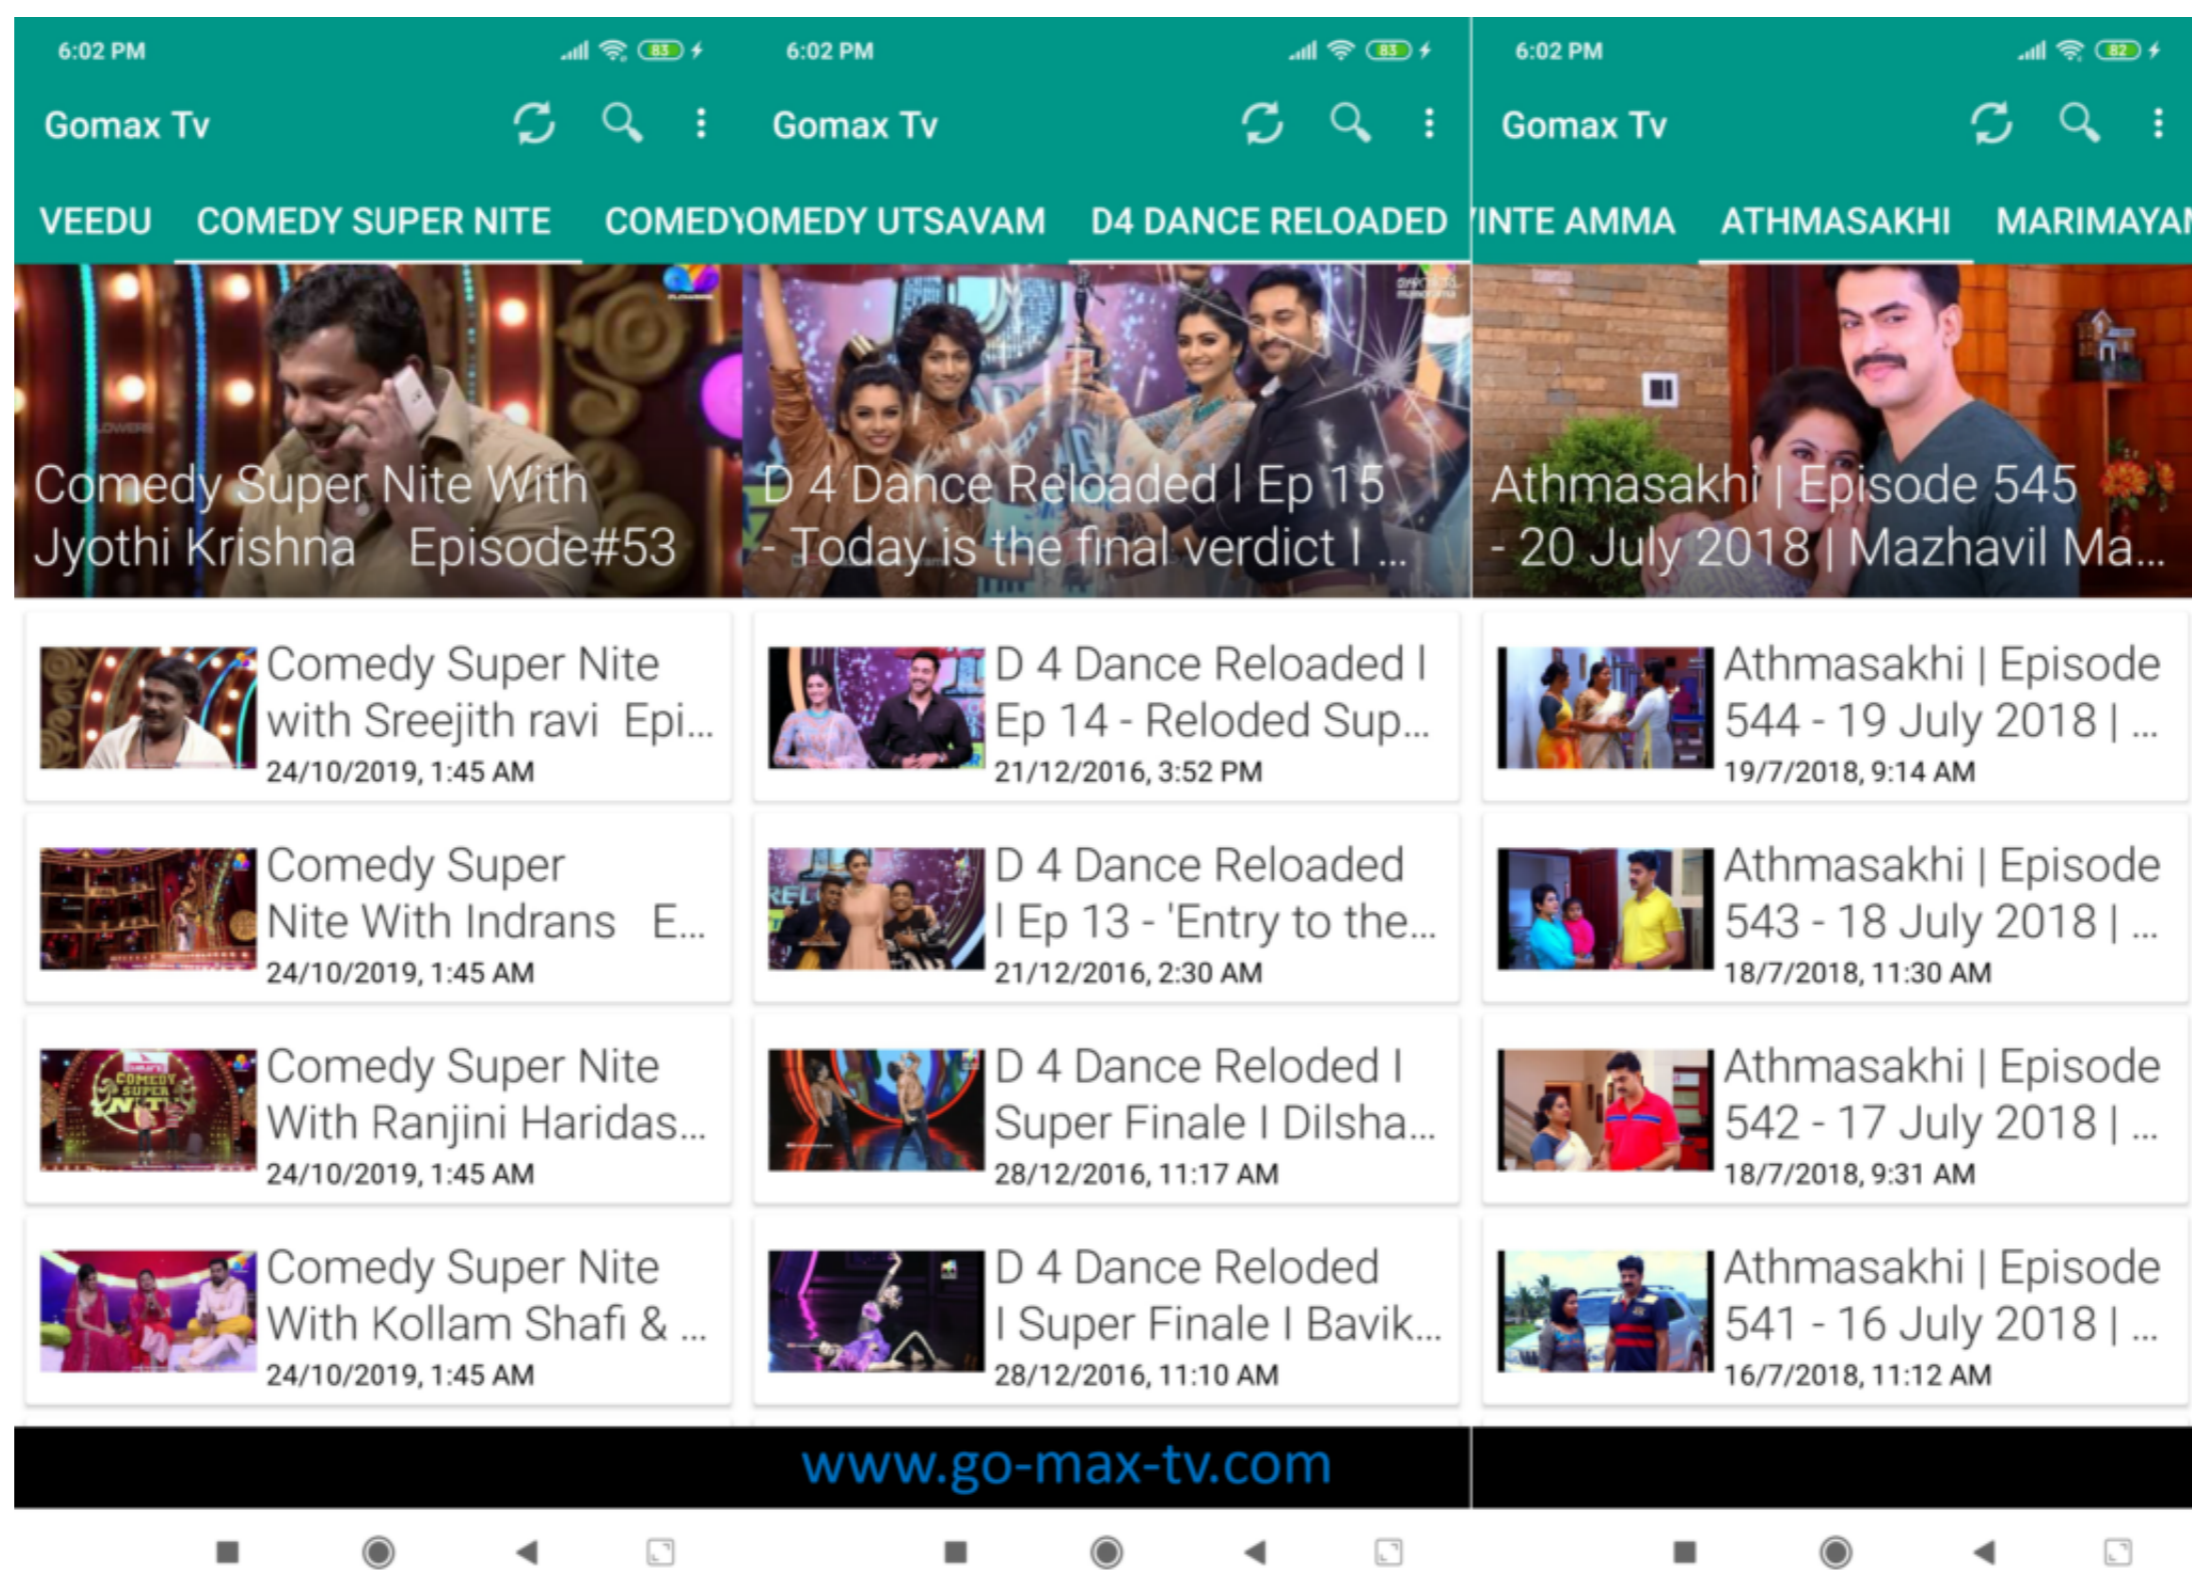 6:02 PM
83
Gomax Tv
VEEDU COMEDY SUPER NITE COMEDY
FLOWERS
Comedy Super Nite With
Jyothi Krishna Episode#53
Comedy Super Nite
with Sreejith ravi Epi...
24/10/2019, 1:45 AM
Comedy Super
Nite With Indrans E...
24/10/2019, 1:45 AM
COMEDY
SUPER
NITE
Comedy Super Nite
With Ranjini Haridas...
24/10/2019, 1:45 AM
Comedy Super Nite
With Kollam Shafi & ...
24/10/2019, 1:45 AM
6:02 PM
83
Gomax Tv
OMEDY UTSAVAM D4 DANCE RELOADED
D 4 Dance Reloaded l Ep 15
- Today is the final verdict I ...
D 4 Dance Reloaded l
Ep 14 - Reloded Sup...
21/12/2016, 3:52 PM
D 4 Dance Reloaded
l Ep 13 - 'Entry to the...
21/12/2016, 2:30 AM
D 4 Dance Reloded I
Super Finale I Dilsha...
28/12/2016, 11:17 AM
D 4 Dance Reloded
I Super Finale I Bavik...
28/12/2016, 11:10 AM
6:02 PM
82
Gomax Tv
INTE AMMA ATHMASAKHI MARIMAYA
Athmasakhi | Episode 545
- 20 July 2018 | Mazhavil Ma...
Athmasakhi | Episode
544 - 19 July 2018 | ...
19/7/2018, 9:14 AM
Athmasakhi | Episode
543 - 18 July 2018 | ...
18/7/2018, 11:30 AM
Athmasakhi | Episode
542 - 17 July 2018 | ...
18/7/2018, 9:31 AM
Athmasakhi | Episode
541 - 16 July 2018 | ...
16/7/2018, 11:12 AM
www.go-max-tv.com